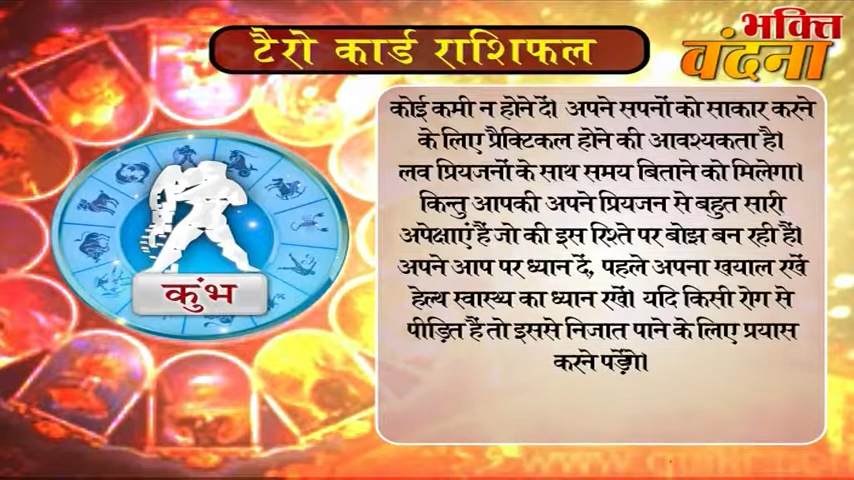 टैरो कार्ड राशिफल
भक्ति
वंदना
कोई कमी न होने दें। अपने सपनों को साकार करने
के लिए प्रैक्टिकल होने की आवश्यकता है।
लव प्रियजनों के साथ समय बिताने को मिलेगा।
किन्तु आपकी अपने प्रियजन से बहुत सारी
अपेक्षाएं हैं जो की इस रिश्ते पर बोझ बन रही हैं।
अपने आप पर ध्यान दें, पहले अपना खयाल रखें
हेल्थ स्वास्थ्य का ध्यान रखें। यदि किसी रोग से
पीड़ित हैं तो इससे निजात पाने के लिए प्रयास
करने पड़ेंगे।
कुंभ